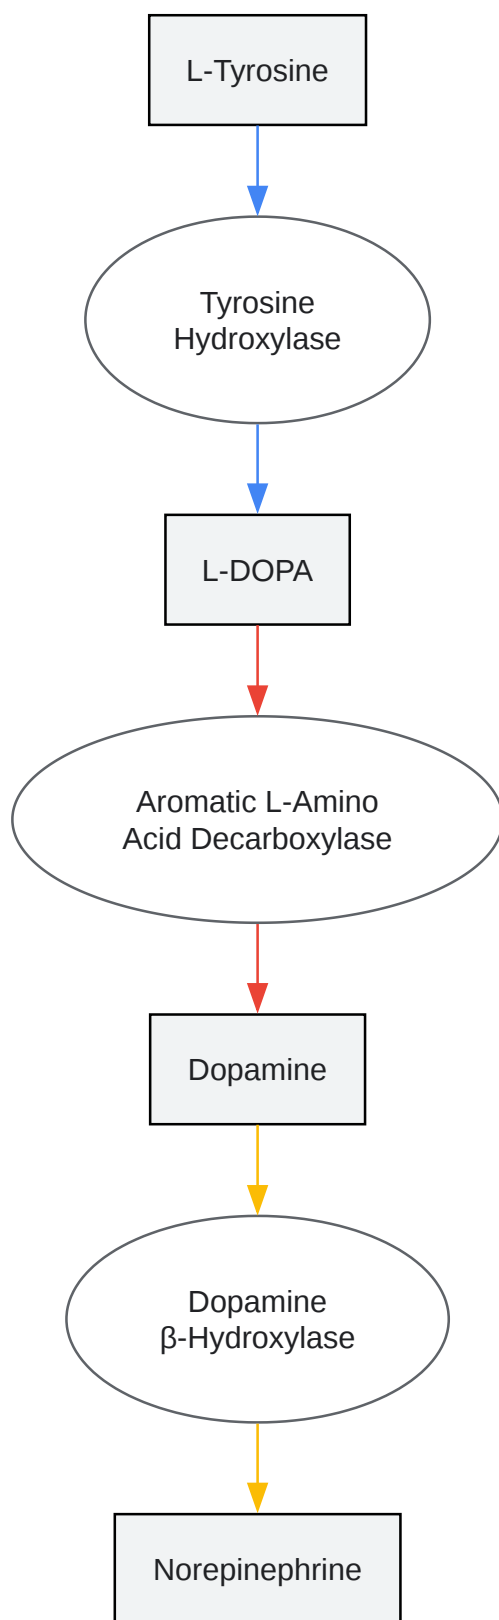 L-Tyrosine
Tyrosine
Hydroxylase
L-DOPA
Aromatic L-Amino
Acid Decarboxylase
Dopamine
Dopamine
β-Hydroxylase
Norepinephrine